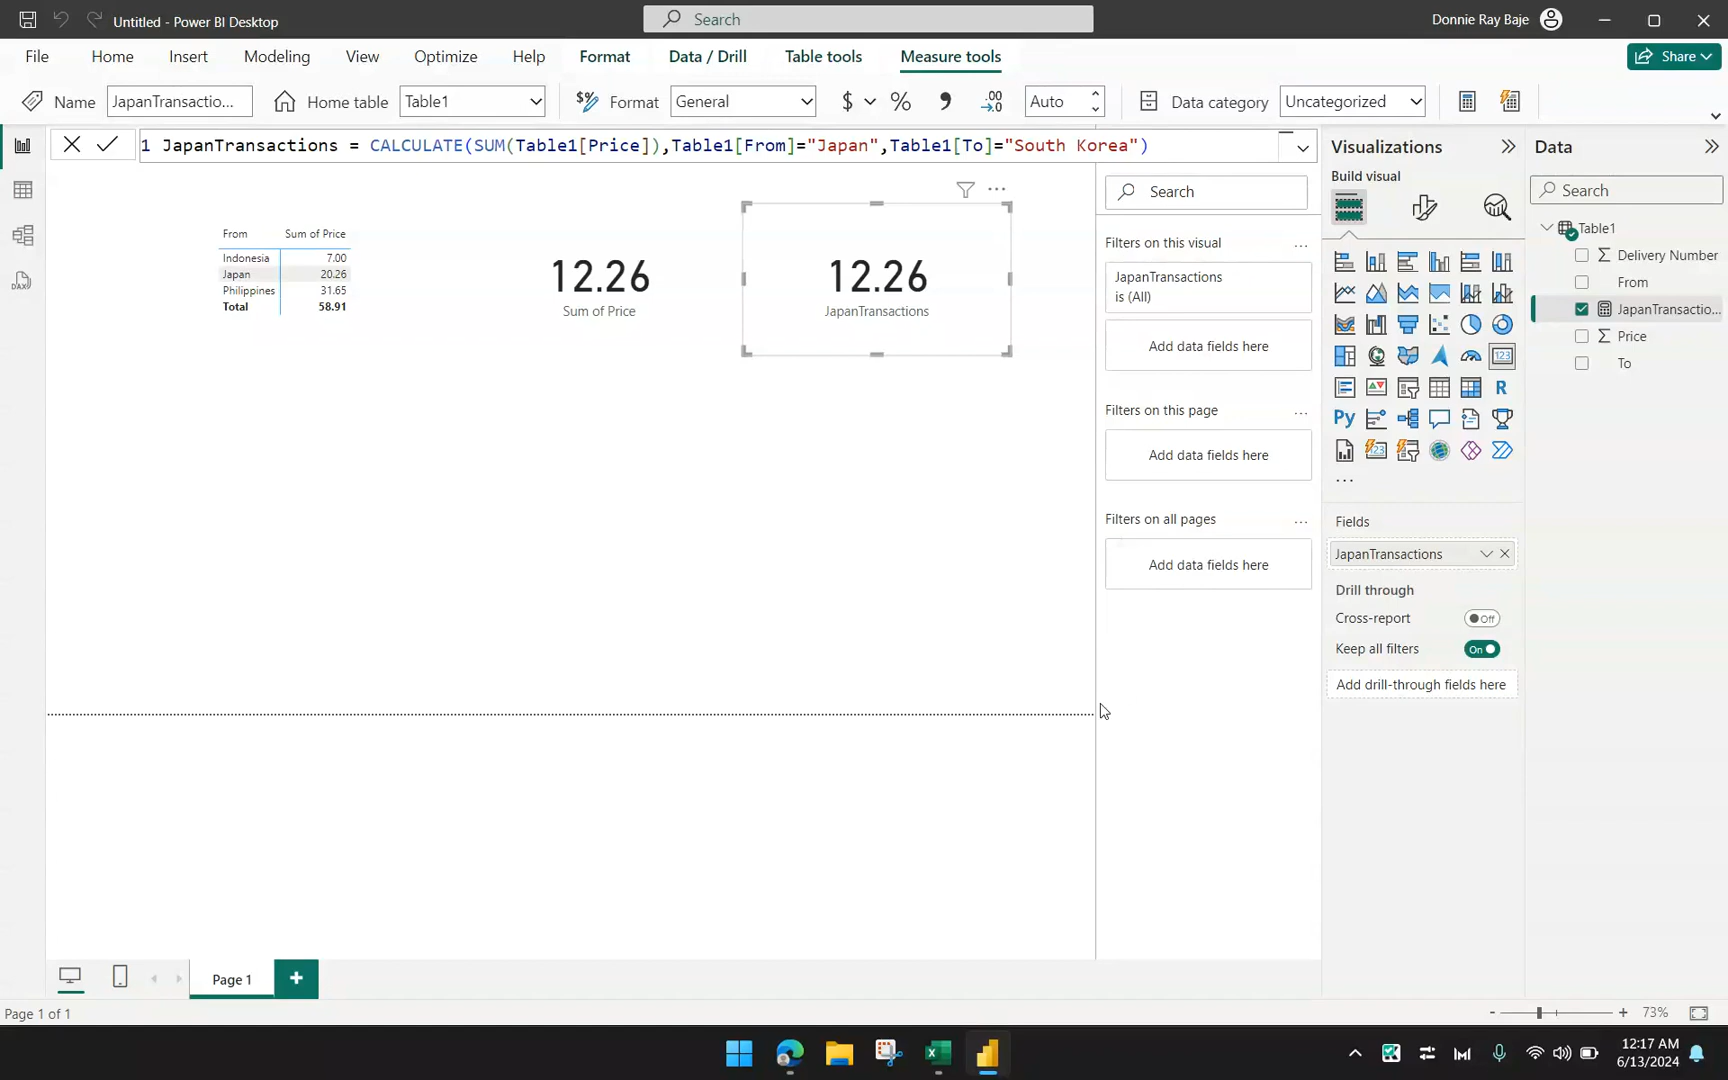 Untitled - Power BI Desktop
Search
Donnie Ray Baje
File Home Insert Modeling View Optimize Help Format Data / Drill Table tools Measure tools Share
Name JapanTransactio... Home table Table1 Format General $ % .00 Auto Data category Uncategorized
1 JapanTransactions = CALCULATE(SUM(Table1[Price]),Table1[From]="Japan",Table1[To]="South Korea")
From Sum of Price
Indonesia 7.00
Japan 20.26
Philippines 31.65
Total 58.91
12.26
Sum of Price
12.26
JapanTransactions
DAX
Search
Filters on this visual ...
JapanTransactions
is (All)
Add data fields here
Filters on this page ...
Add data fields here
Filters on all pages ...
Add data fields here
Visualizations
Build visual
123
R
Py
...
Fields
JapanTransactions
Drill through
Cross-report Off
Keep all filters On
Add drill-through fields here
Data
Search
Table1
Delivery Number
From
JapanTransactio...
Price
To
Page 1
Page 1 of 1
- + 73%
12:17 AM
6/13/2024